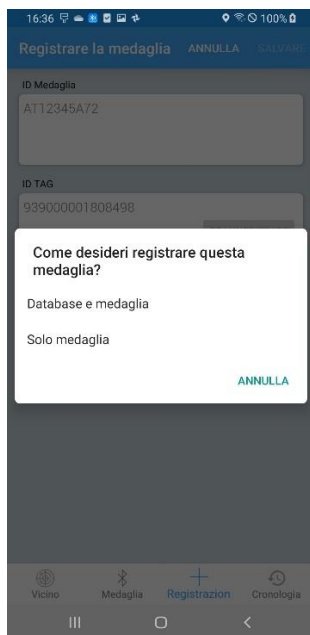 16:36 100%
Registrare la medaglia ANNULLA SALVARE
ID Medaglia
AT12345A72
ID TAG
939000001808498
Come desideri registrare questa
medaglia?
Database e medaglia
Solo medaglia
ANNULLA
Vicino Medaglia Registrazion Cronologia